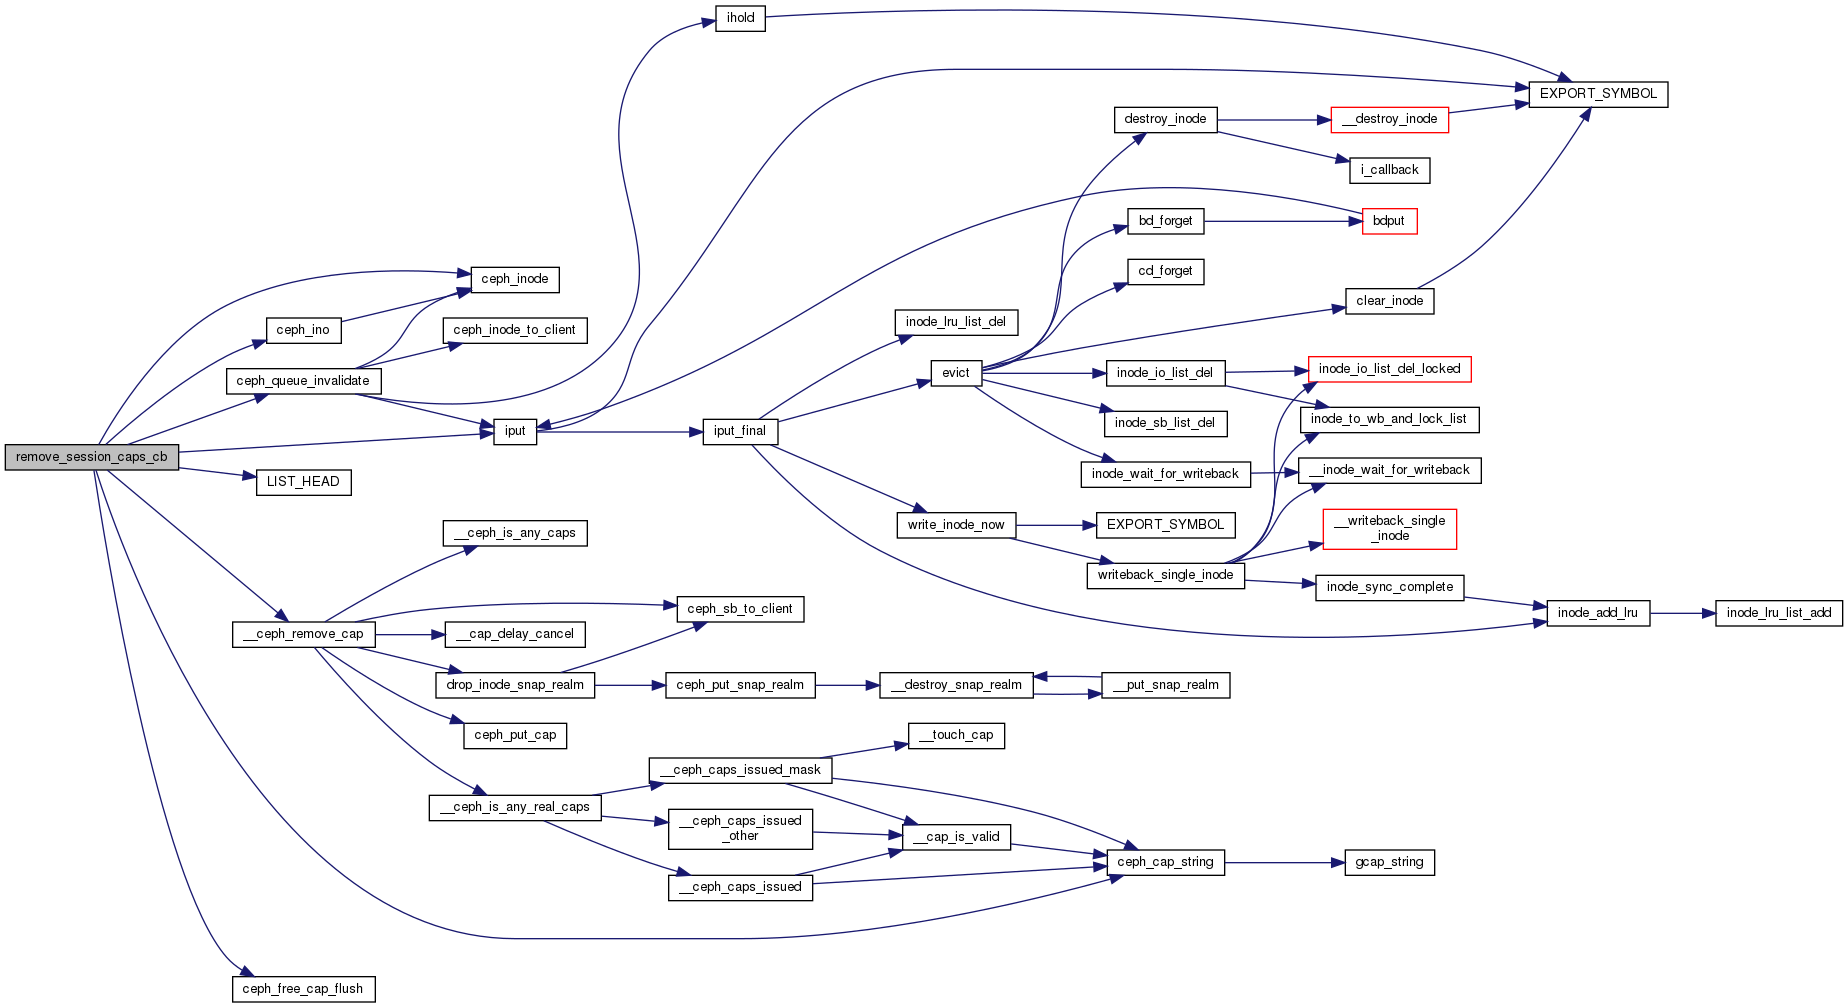 ihold
EXPORT_SYMBOL
destroy_inode
__destroy_inode
i_callback
bd_forget
bdput
cd_forget
ceph_inode
clear_inode
ceph_ino
ceph_inode_to_client
inode_lru_list_del
ceph_queue_invalidate
evict
inode_io_list_del
inode_io_list_del_locked
inode_sb_list_del
inode_to_wb_and_lock_list
iput
iput_final
remove_session_caps_cb
LIST_HEAD
inode_wait_for_writeback
__inode_wait_for_writeback
write_inode_now
EXPORT_SYMBOL
__writeback_single
_inode
__ceph_is_any_caps
writeback_single_inode
inode_sync_complete
ceph_sb_to_client
inode_add_lru
inode_lru_list_add
__ceph_remove_cap
__cap_delay_cancel
drop_inode_snap_realm
ceph_put_snap_realm
__destroy_snap_realm
__put_snap_realm
ceph_put_cap
__touch_cap
__ceph_caps_issued_mask
__ceph_is_any_real_caps
__ceph_caps_issued
_other
__cap_is_valid
ceph_cap_string
gcap_string
__ceph_caps_issued
ceph_free_cap_flush